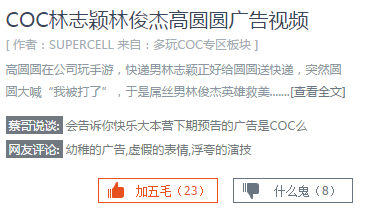 COC林志颖林俊杰高圆圆广告视频
[ 作者：SUPERCELL 来自：多玩COC专区板块 ]
高圆圆在公司玩手游，快递男林志颖正好给圆圆送快递，突然圆
圆大喊“我被打了”，于是屌丝男林俊杰英雄救美.......[查看全文]
蔡哥说谈: 会告诉你快乐大本营下期预告的广告是COC么
网友评论: 幼稚的广告,虚假的表情,浮夸的演技
加五毛（23） 什么鬼（8）